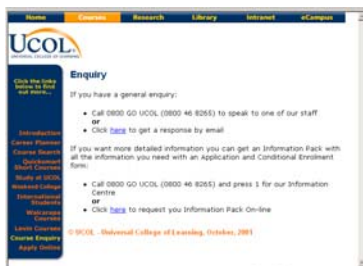 Home Courses Research Library Intranet eCampus
UCOL
UNIVERSAL COLLEGE OF LEARNING
Click the links
below to find
out more...
Introduction
Career Planner
Course Search
Quicksmart
Short Courses
Study at UCOL
Weekend College
International
Students
Wairarapa
Courses
Levin Courses
Course Enquiry
Apply Online
Enquiry
If you have a general enquiry:
• Call 0800 GO UCOL (0800 46 8265) to speak to one of our staff
or
• Click here to get a response by email
If you want more detailed information you can get an Information Pack with
all the information you need with an Application and Conditional Enrolment
form:
• Call 0800 GO UCOL (0800 46 8265) and press 1 for our Information
Centre
or
• Click here to request you Information Pack On-line
© UCOL - Universal College of Learning, October, 2001